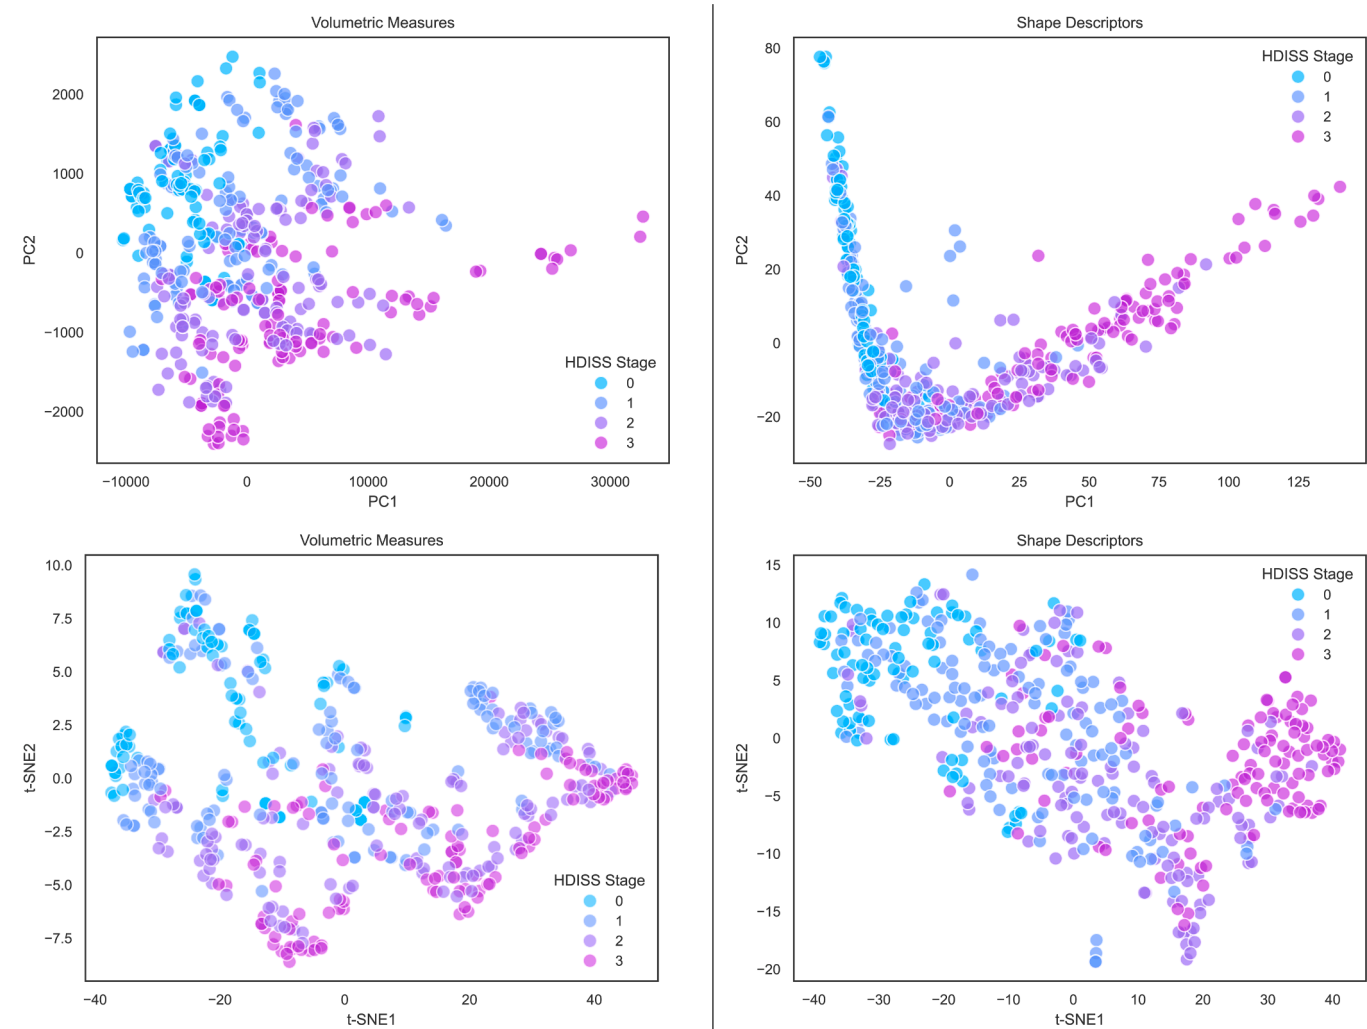 Volumetric Measures
2000
1000
0
−1000
−2000
PC2
HDISS Stage
0
1
2
3
−10000 0 10000 20000 30000
PC1
Shape Descriptors
80
60
40
20
0
−20
PC2
HDISS Stage
0
1
2
3
−50 −25 0 25 50 75 100 125
PC1
Volumetric Measures
10.0
7.5
5.0
2.5
0.0
−2.5
−5.0
−7.5
t-SNE2
HDISS Stage
0
1
2
3
−40 −20 0 20 40
t-SNE1
Shape Descriptors
15
10
5
0
−5
−10
−15
−20
t-SNE2
HDISS Stage
0
1
2
3
−40 −30 −20 −10 0 10 20 30 40
t-SNE1